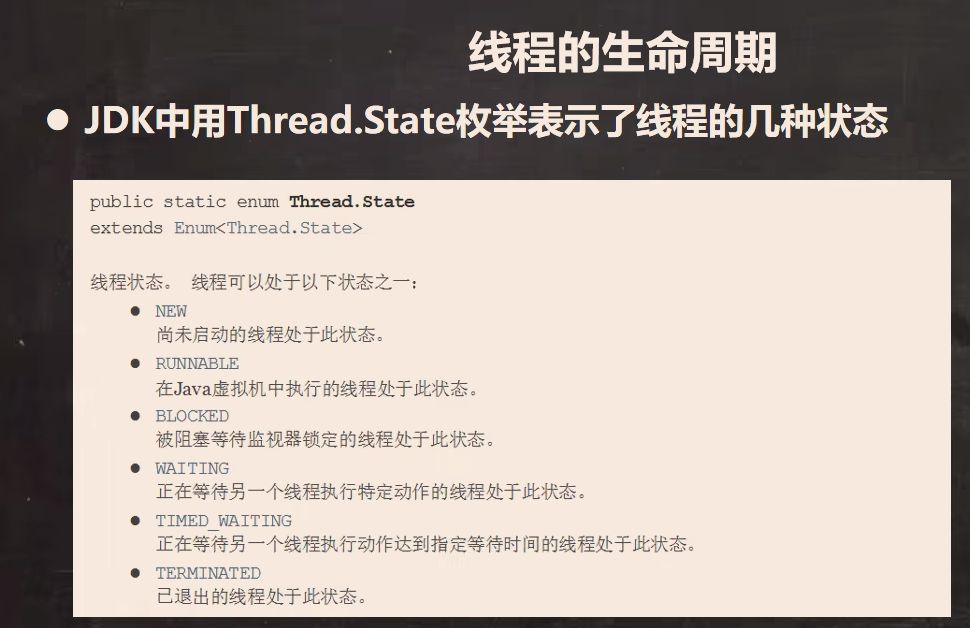 线程的生命周期
● JDK中用Thread.State枚举表示了线程的几种状态
public static enum Thread.State
extends Enum<Thread.State>
线程状态。 线程可以处于以下状态之一：
● NEW
尚未启动的线程处于此状态。
● RUNNABLE
在Java虚拟机中执行的线程处于此状态。
● BLOCKED
被阻塞等待监视器锁定的线程处于此状态。
● WAITING
正在等待另一个线程执行特定动作的线程处于此状态。
● TIMED_WAITING
正在等待另一个线程执行动作达到指定等待时间的线程处于此状态。
● TERMINATED
已退出的线程处于此状态。